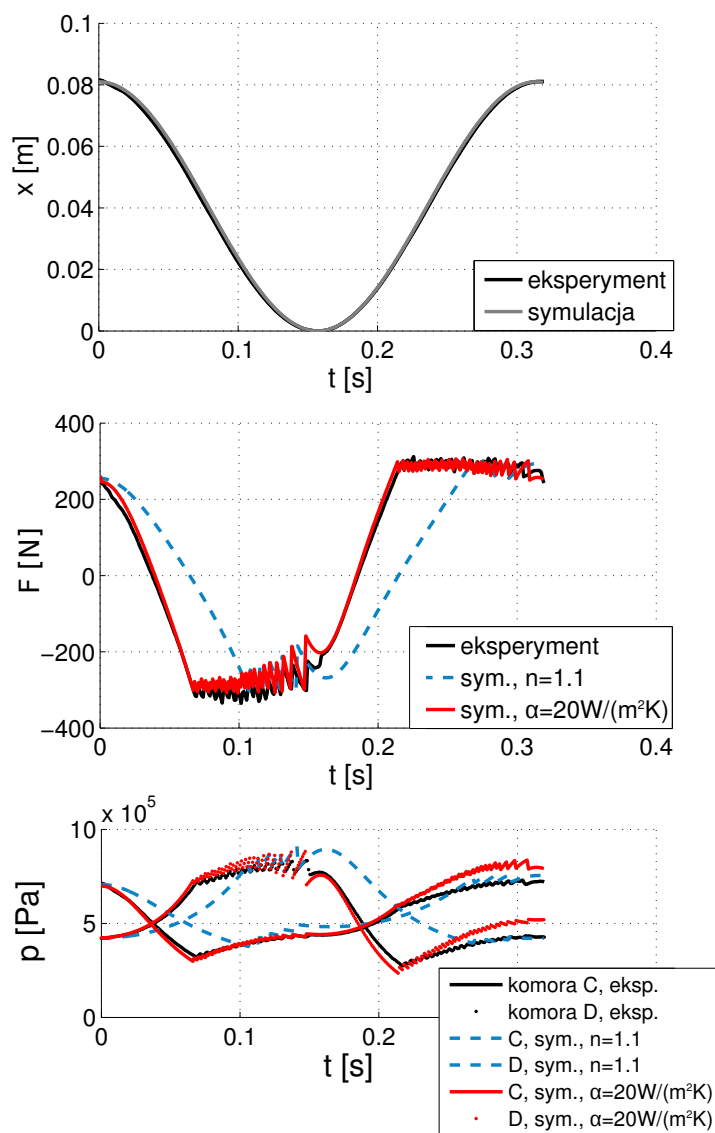 0.1
0.08
0.06
0.04
0.02
0
x [m]
eksperyment
symulacja
0 0.1 0.2 0.3 0.4
t [s]
400
200
0
−200
−400
F [N]
eksperyment
sym., n=1.1
sym., α=20W/(m²K)
0 0.1 0.2 0.3 0.4
t [s]
x 10⁵
10
5
0
p [Pa]
0 0.1 0.2
t [s]
komora C, eksp.
komora D, eksp.
C, sym., n=1.1
D, sym., n=1.1
C, sym., α=20W/(m²K)
D, sym., α=20W/(m²K)